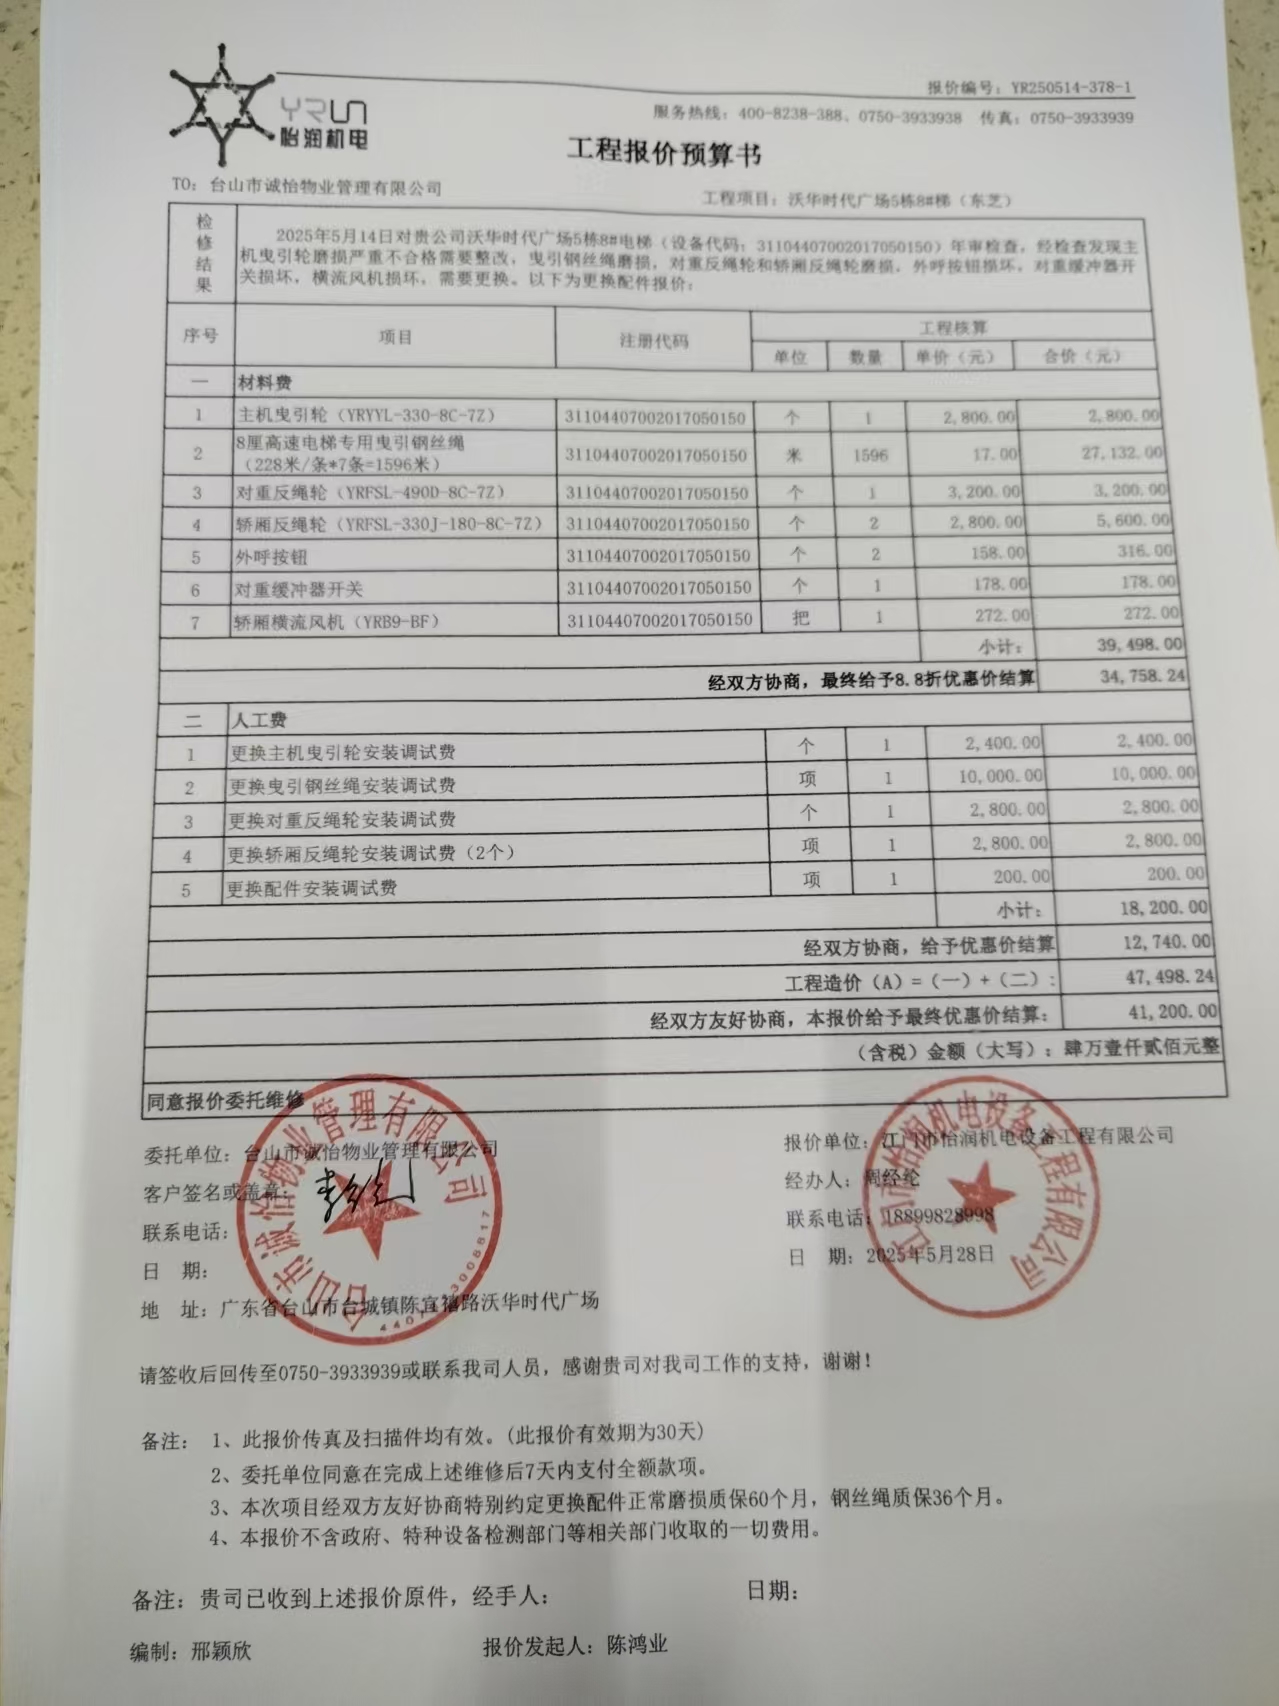 YRUN
怡润机电
报价编号：YR250514-378-1
服务热线：400-8238-388、0750-3933938 传真：0750-3933939
工程报价预算书
TO：台山市诚怡物业管理有限公司
工程项目：沃华时代广场5栋8#梯（东芝）
检修结果
2025年5月14日对贵公司沃华时代广场5栋8#电梯（设备代码：31104407002017050150）年审检查，经检查发现主
机曳引轮磨损严重不合格需要整改，曳引钢丝绳磨损，对重反绳轮和轿厢反绳轮磨损，外呼按钮损坏，对重缓冲器开
关损坏，横流风机损坏，需要更换。以下为更换配件报价：
序号 项目 注册代码 工程核算
单位 数量 单价（元） 合价（元）
一 材料费
1 主机曳引轮（YRYYL-330-8C-7Z） 31104407002017050150 个 1 2,800.00 2,800.00
2 8厘高速电梯专用曳引钢丝绳
（228米/条*7条=1596米） 31104407002017050150 米 1596 17.00 27,132.00
3 对重反绳轮（YRFSL-490D-8C-7Z） 31104407002017050150 个 1 3,200.00 3,200.00
4 轿厢反绳轮（YRFSL-330J-180-8C-7Z） 31104407002017050150 个 2 2,800.00 5,600.00
5 外呼按钮 31104407002017050150 个 2 158.00 316.00
6 对重缓冲器开关 31104407002017050150 个 1 178.00 178.00
7 轿厢横流风机（YRB9-BF） 31104407002017050150 把 1 272.00 272.00
小计： 39,498.00
经双方协商，最终给予8.8折优惠价结算 34,758.24
二 人工费
1 更换主机曳引轮安装调试费 个 1 2,400.00 2,400.00
2 更换曳引钢丝绳安装调试费 项 1 10,000.00 10,000.00
3 更换对重反绳轮安装调试费 个 1 2,800.00 2,800.00
4 更换轿厢反绳轮安装调试费（2个） 项 1 2,800.00 2,800.00
5 更换配件安装调试费 项 1 200.00 200.00
小计： 18,200.00
经双方协商，给予优惠价结算 12,740.00
工程造价（A）=（一）+（二）： 47,498.24
经双方友好协商，本报价给予最终优惠价结算： 41,200.00
（含税）金额（大写）：肆万壹仟贰佰元整
同意报价委托维修
委托单位：台山市诚怡物业管理有限公司
客户签名或盖章：
联系电话：
日 期：
地 址：广东省台山市台城镇陈宜禧路沃华时代广场
台山市诚怡物业管理有限公司
报价单位：江门市怡润机电设备工程有限公司
经办人：周经纶
联系电话：18899828998
日 期：2025年5月28日
江门市怡润机电设备工程有限公司
请签收后回传至0750-3933939或联系我司人员，感谢贵司对我司工作的支持，谢谢！
备注： 1、此报价传真及扫描件均有效。(此报价有效期为30天)
2、委托单位同意在完成上述维修后7天内支付全额款项。
3、本次项目经双方友好协商特别约定更换配件正常磨损质保60个月，钢丝绳质保36个月。
4、本报价不含政府、特种设备检测部门等相关部门收取的一切费用。
备注：贵司已收到上述报价原件，经手人： 日期：
编制：邢颖欣 报价发起人：陈鸿业